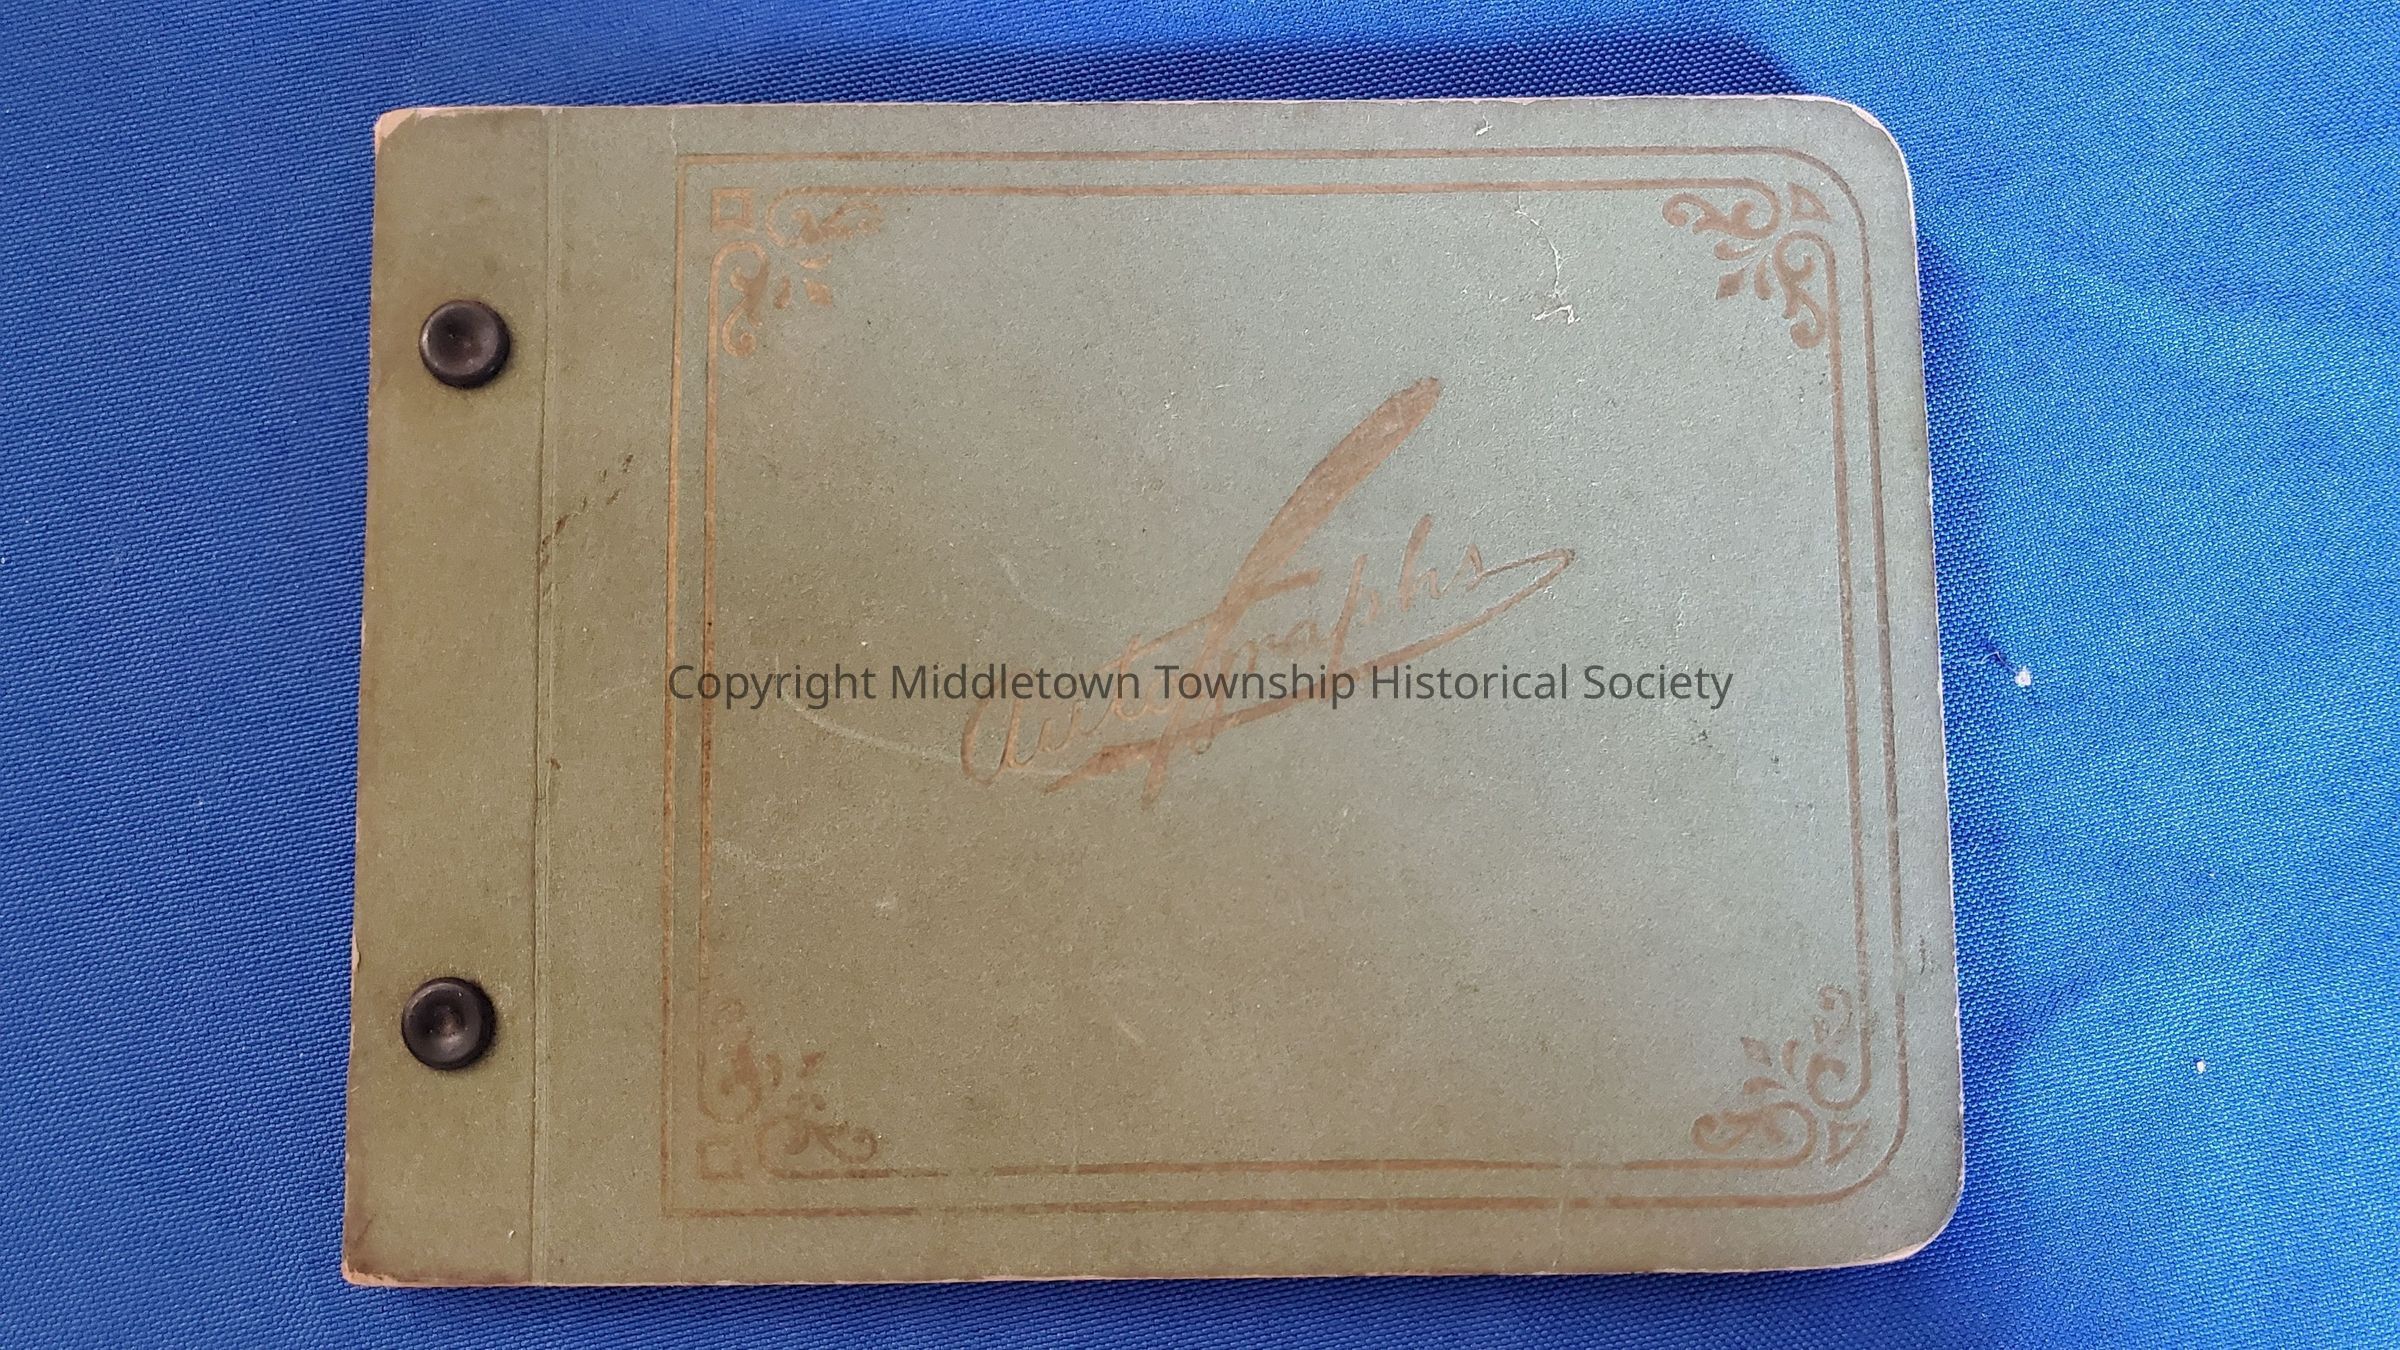 Autographs
Copyright Middletown Township Historical Society